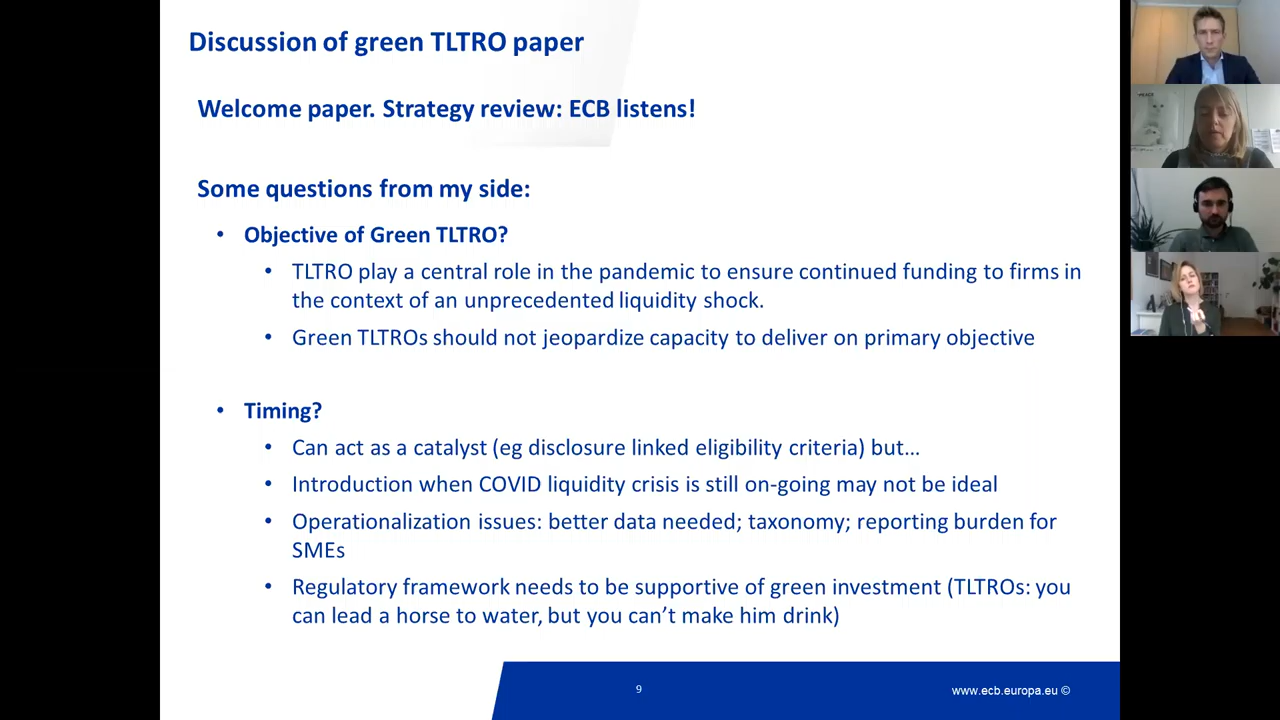 Discussion of green TLTRO paper
Welcome paper. Strategy review: ECB listens!
Some questions from my side:
• Objective of Green TLTRO?
• TLTRO play a central role in the pandemic to ensure continued funding to firms in
the context of an unprecedented liquidity shock.
• Green TLTROs should not jeopardize capacity to deliver on primary objective
• Timing?
• Can act as a catalyst (eg disclosure linked eligibility criteria) but…
• Introduction when COVID liquidity crisis is still on-going may not be ideal
• Operationalization issues: better data needed; taxonomy; reporting burden for
SMEs
• Regulatory framework needs to be supportive of green investment (TLTROs: you
can lead a horse to water, but you can’t make him drink)
9
www.ecb.europa.eu ©